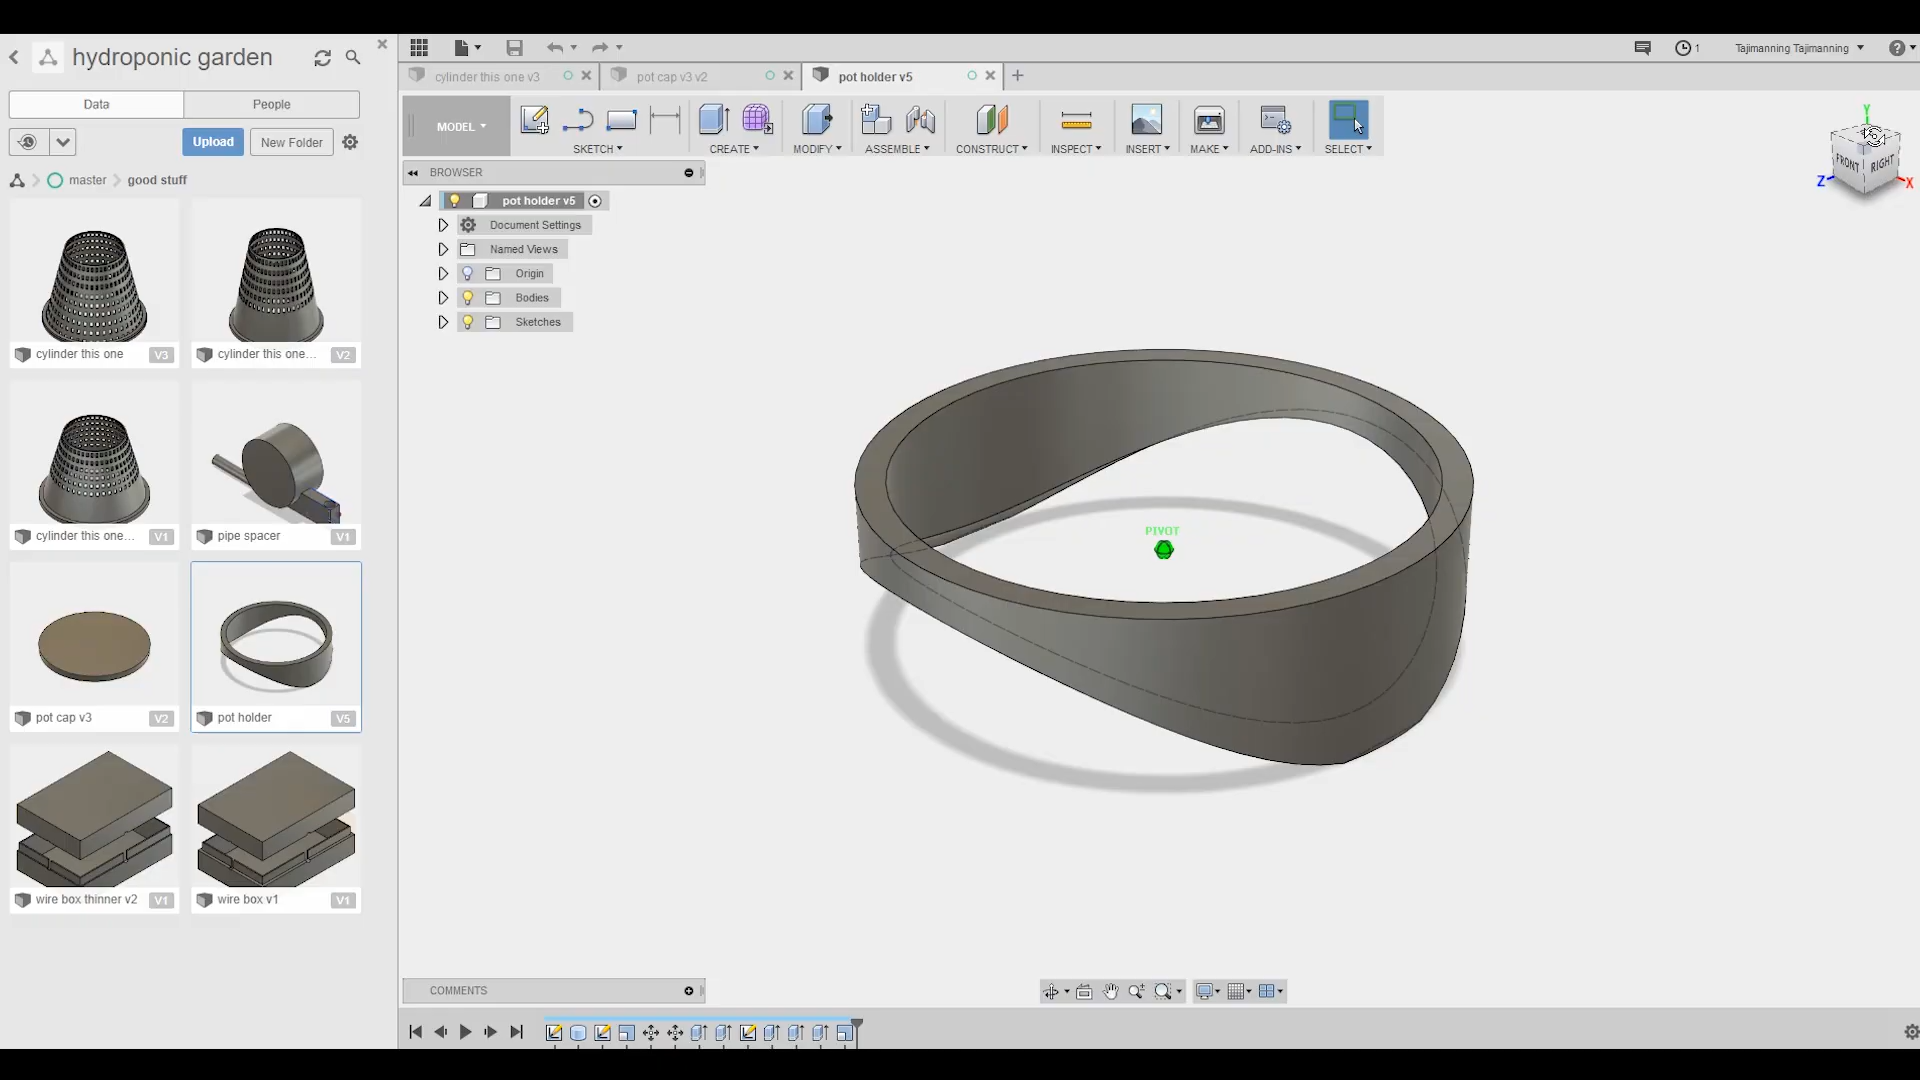 hydroponic garden
Data
People
Upload
New Folder
master
good stuff
cylinder this one
V3
cylinder this one...
V2
cylinder this one...
V1
pipe spacer
V1
pot cap v3
V2
pot holder
V5
wire box thinner v2
V1
wire box v1
V1
1
Tajimanning Tajimanning
cylinder this one v3
pot cap v3 v2
pot holder v5
MODEL
SKETCH
CREATE
MODIFY
ASSEMBLE
CONSTRUCT
INSPECT
INSERT
MAKE
ADD-INS
SELECT
BROWSER
pot holder v5
Document Settings
Named Views
Origin
Bodies
Sketches
Y
FRONT
RIGHT
Z
X
PIVOT
COMMENTS